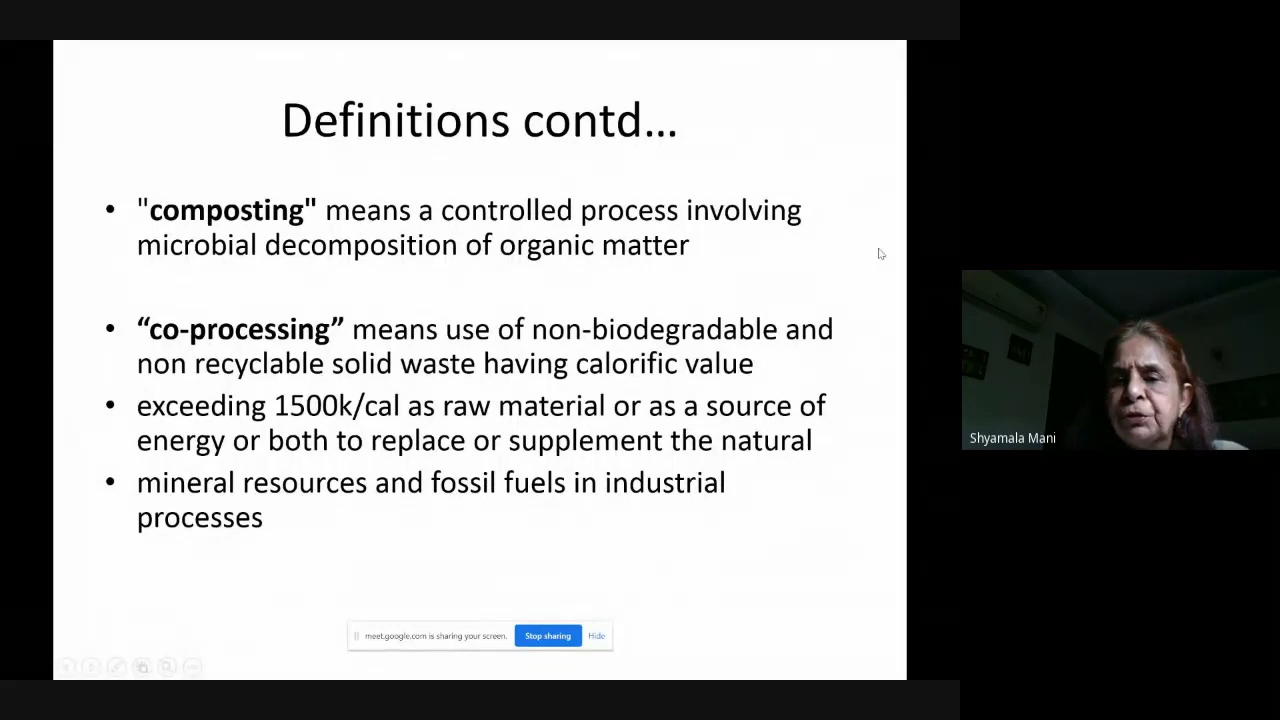 Definitions contd…
• "composting" means a controlled process involving
microbial decomposition of organic matter
• “co-processing” means use of non-biodegradable and
non recyclable solid waste having calorific value
• exceeding 1500k/cal as raw material or as a source of
energy or both to replace or supplement the natural
• mineral resources and fossil fuels in industrial
processes
meet.google.com is sharing your screen. Stop sharing Hide
Shyamala Mani